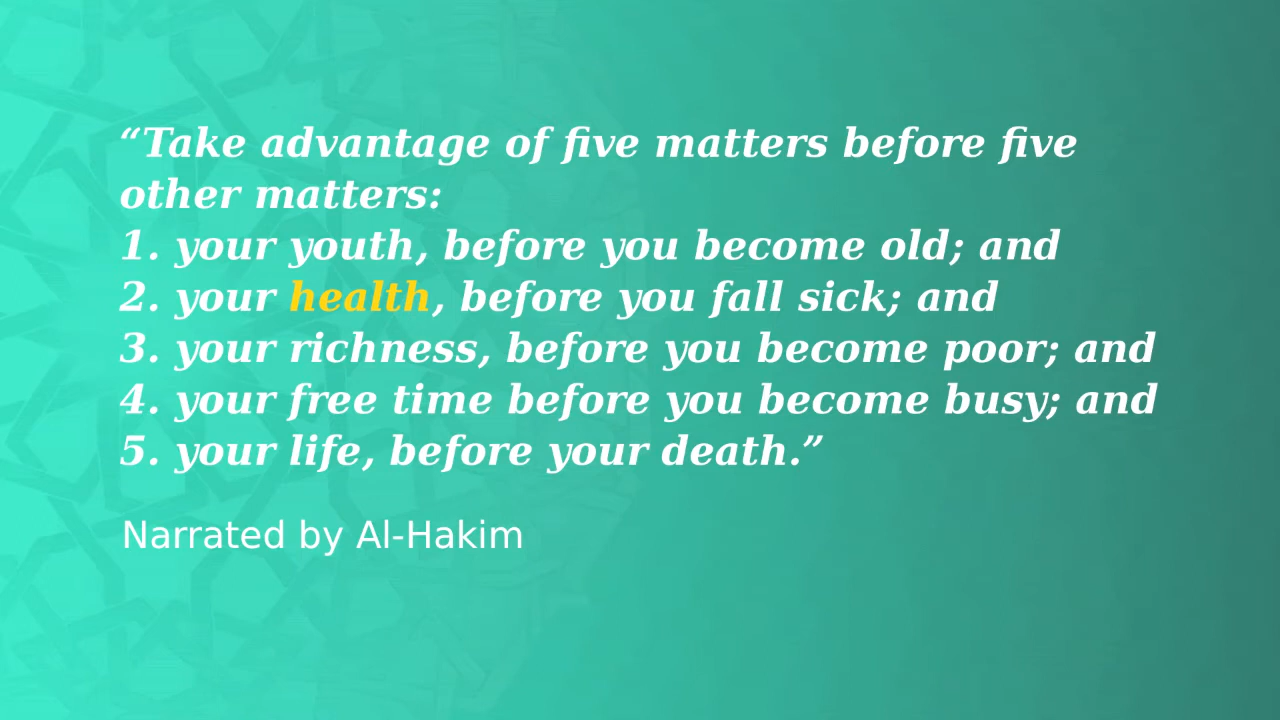 “Take advantage of five matters before five
other matters:
1. your youth, before you become old; and
2. your health, before you fall sick; and
3. your richness, before you become poor; and
4. your free time before you become busy; and
5. your life, before your death.”
Narrated by Al-Hakim